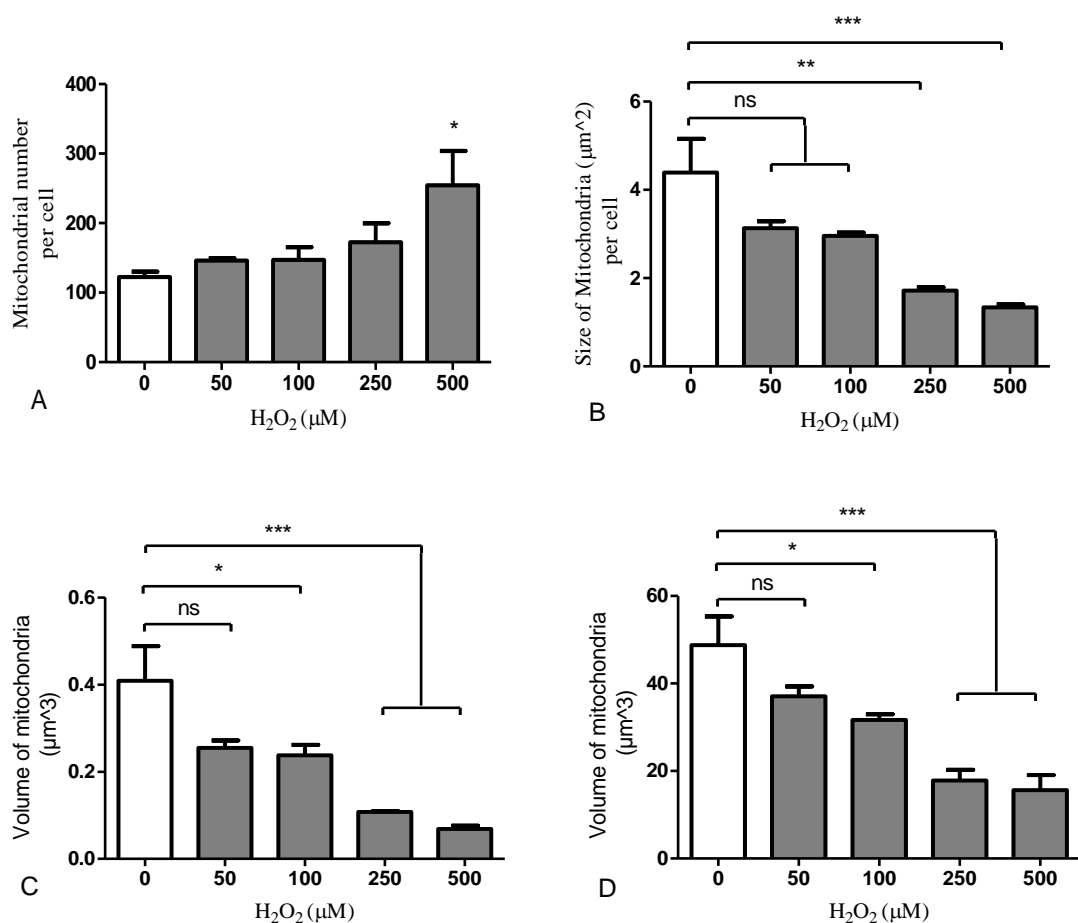 *
400
300
200
100
0
Mitochondrial number
per cell
0 50 100 250 500
H₂O₂ (μM)
A
***
**
ns
6
4
2
0
Size of Mitochondria (μm^2)
per cell
0 50 100 250 500
H₂O₂ (μM)
B
***
*
ns
0.6
0.4
0.2
0.0
Volume of mitochondria
(μm^3)
0 50 100 250 500
H₂O₂ (μM)
C
***
*
ns
60
40
20
0
Volume of mitochondria
(μm^3)
0 50 100 250 500
H₂O₂ (μM)
D